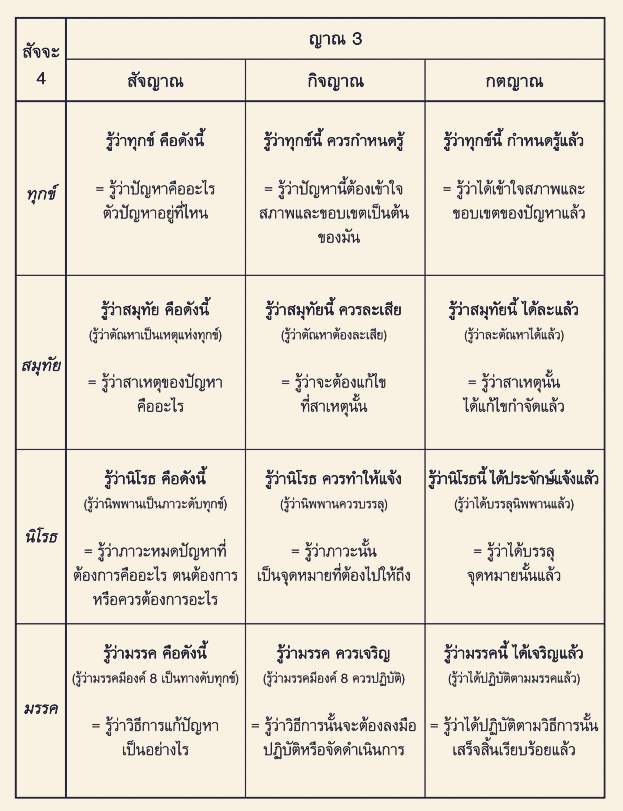 สัจจะ
4
ญาณ 3
สัจญาณ
กิจญาณ
กตญาณ
ทุกข์
รู้ว่าทุกข์ คือดังนี้
= รู้ว่าปัญหาคืออะไร
ตัวปัญหาอยู่ที่ไหน
รู้ว่าทุกข์นี้ ควรกำหนดรู้
= รู้ว่าปัญหานี้ต้องเข้าใจ
สภาพและขอบเขตเป็นต้น
ของมัน
รู้ว่าทุกข์นี้ กำหนดรู้แล้ว
= รู้ว่าได้เข้าใจสภาพและ
ขอบเขตของปัญหาแล้ว
สมุทัย
รู้ว่าสมุทัย คือดังนี้
(รู้ว่าตัณหาเป็นเหตุแห่งทุกข์)
= รู้ว่าสาเหตุของปัญหา
คืออะไร
รู้ว่าสมุทัยนี้ ควรละเสีย
(รู้ว่าตัณหาต้องละเสีย)
= รู้ว่าจะต้องแก้ไข
ที่สาเหตุนั้น
รู้ว่าสมุทัยนี้ ได้ละแล้ว
(รู้ว่าละตัณหาได้แล้ว)
= รู้ว่าสาเหตุนั้น
ได้แก้ไขกำจัดแล้ว
นิโรธ
รู้ว่านิโรธ คือดังนี้
(รู้ว่านิพพานเป็นภาวะดับทุกข์)
= รู้ว่าภาวะหมดปัญหาที่
ต้องการคืออะไร ตนต้องการ
หรือควรต้องการอะไร
รู้ว่านิโรธ ควรทำให้แจ้ง
(รู้ว่านิพพานควรบรรลุ)
= รู้ว่าภาวะนั้น
เป็นจุดหมายที่ต้องไปให้ถึง
รู้ว่านิโรธนี้ ได้ประจักษ์แจ้งแล้ว
(รู้ว่าได้บรรลุนิพพานแล้ว)
= รู้ว่าได้บรรลุ
จุดหมายนั้นแล้ว
มรรค
รู้ว่ามรรค คือดังนี้
(รู้ว่ามรรคมีองค์ 8 เป็นทางดับทุกข์)
= รู้ว่าวิธีการแก้ปัญหา
เป็นอย่างไร
รู้ว่ามรรค ควรเจริญ
(รู้ว่ามรรคมีองค์ 8 ควรปฏิบัติ)
= รู้ว่าวิธีการนั้นจะต้องลงมือ
ปฏิบัติหรือจัดดำเนินการ
รู้ว่ามรรคนี้ ได้เจริญแล้ว
(รู้ว่าได้ปฏิบัติตามมรรคแล้ว)
= รู้ว่าได้ปฏิบัติตามวิธีการนั้น
เสร็จสิ้นเรียบร้อยแล้ว